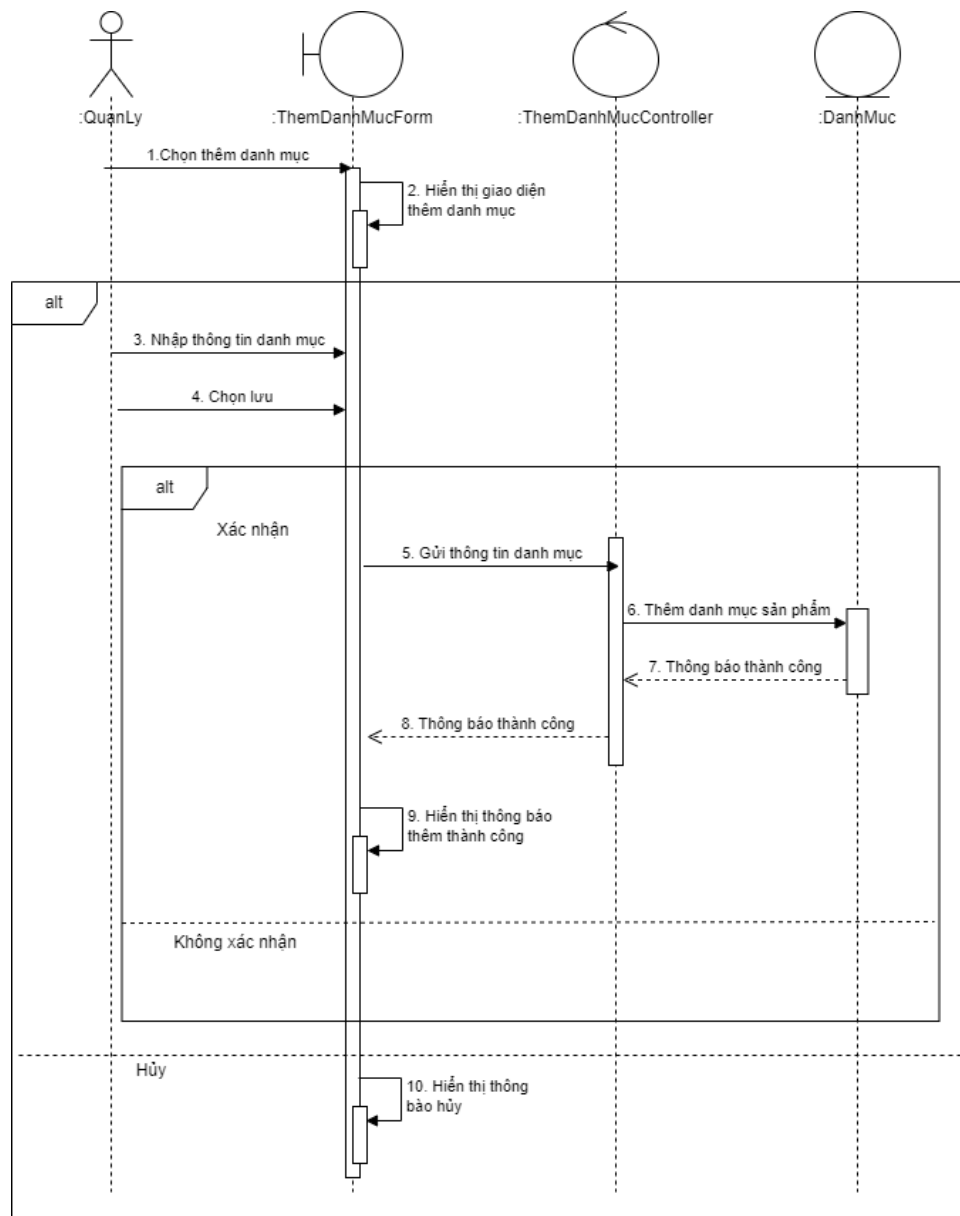 :QuanLy
:ThemDanhMucForm
:ThemDanhMucController
:DanhMuc
1.Chọn thêm danh mục
2. Hiển thị giao diện
thêm danh mục
alt
3. Nhập thông tin danh mục
4. Chọn lưu
alt
Xác nhận
5. Gửi thông tin danh mục
6. Thêm danh mục sản phẩm
7. Thông báo thành công
8. Thông báo thành công
9. Hiển thị thông báo
thêm thành công
Không xác nhận
Hủy
10. Hiển thị thông
bào hủy